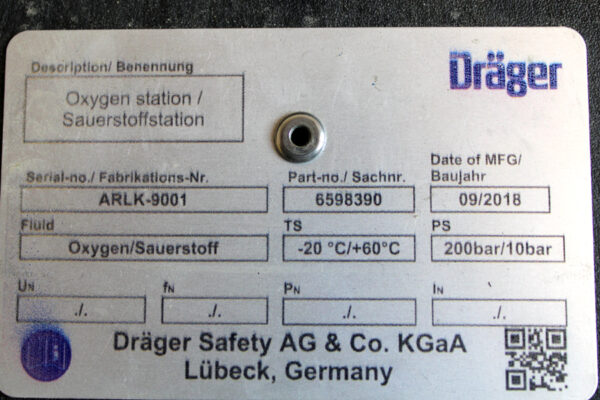 Description/ Benennung
Dräger
Oxygen station /
Sauerstoffstation
Serial-no./ Fabrikations-Nr.
Part-no./ Sachnr.
Date of MFG/
Baujahr
ARLK-9001
6598390
09/2018
Fluid
TS
PS
Oxygen/Sauerstoff
-20 °C/+60°C
200bar/10bar
UN
fN
PN
IN
./.
./.
./.
./.
Dräger Safety AG & Co. KGaA
Lübeck, Germany